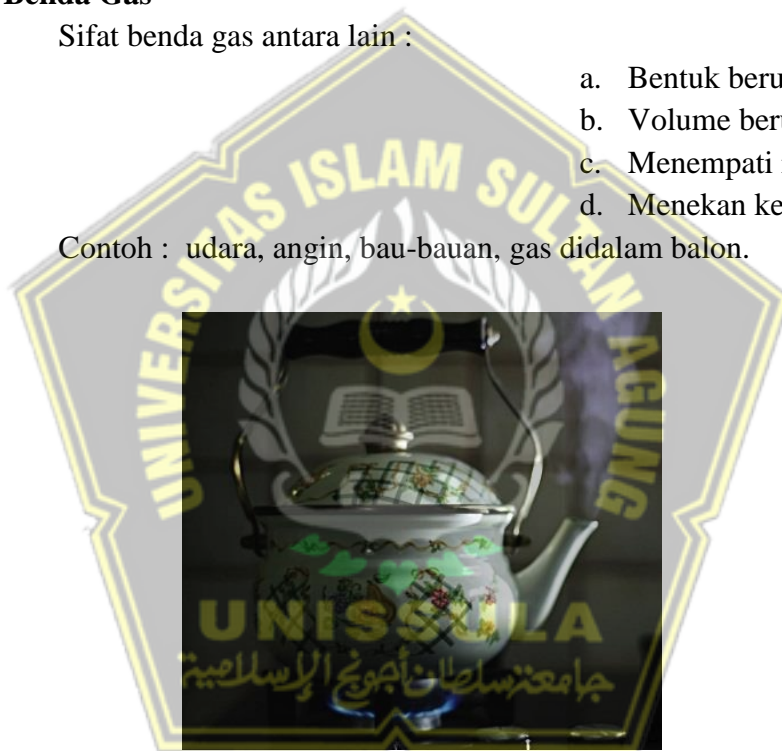 Benda Gas
Sifat benda gas antara lain :
a. Bentuk beru
b. Volume ber
c. Menempati
d. Menekan ke
Contoh : udara, angin, bau-bauan, gas didalam balon.
UNIVERSITAS ISLAM SULTAN AGUNG
UNISSULA
جامعة سلطان أجونج الإسلامية